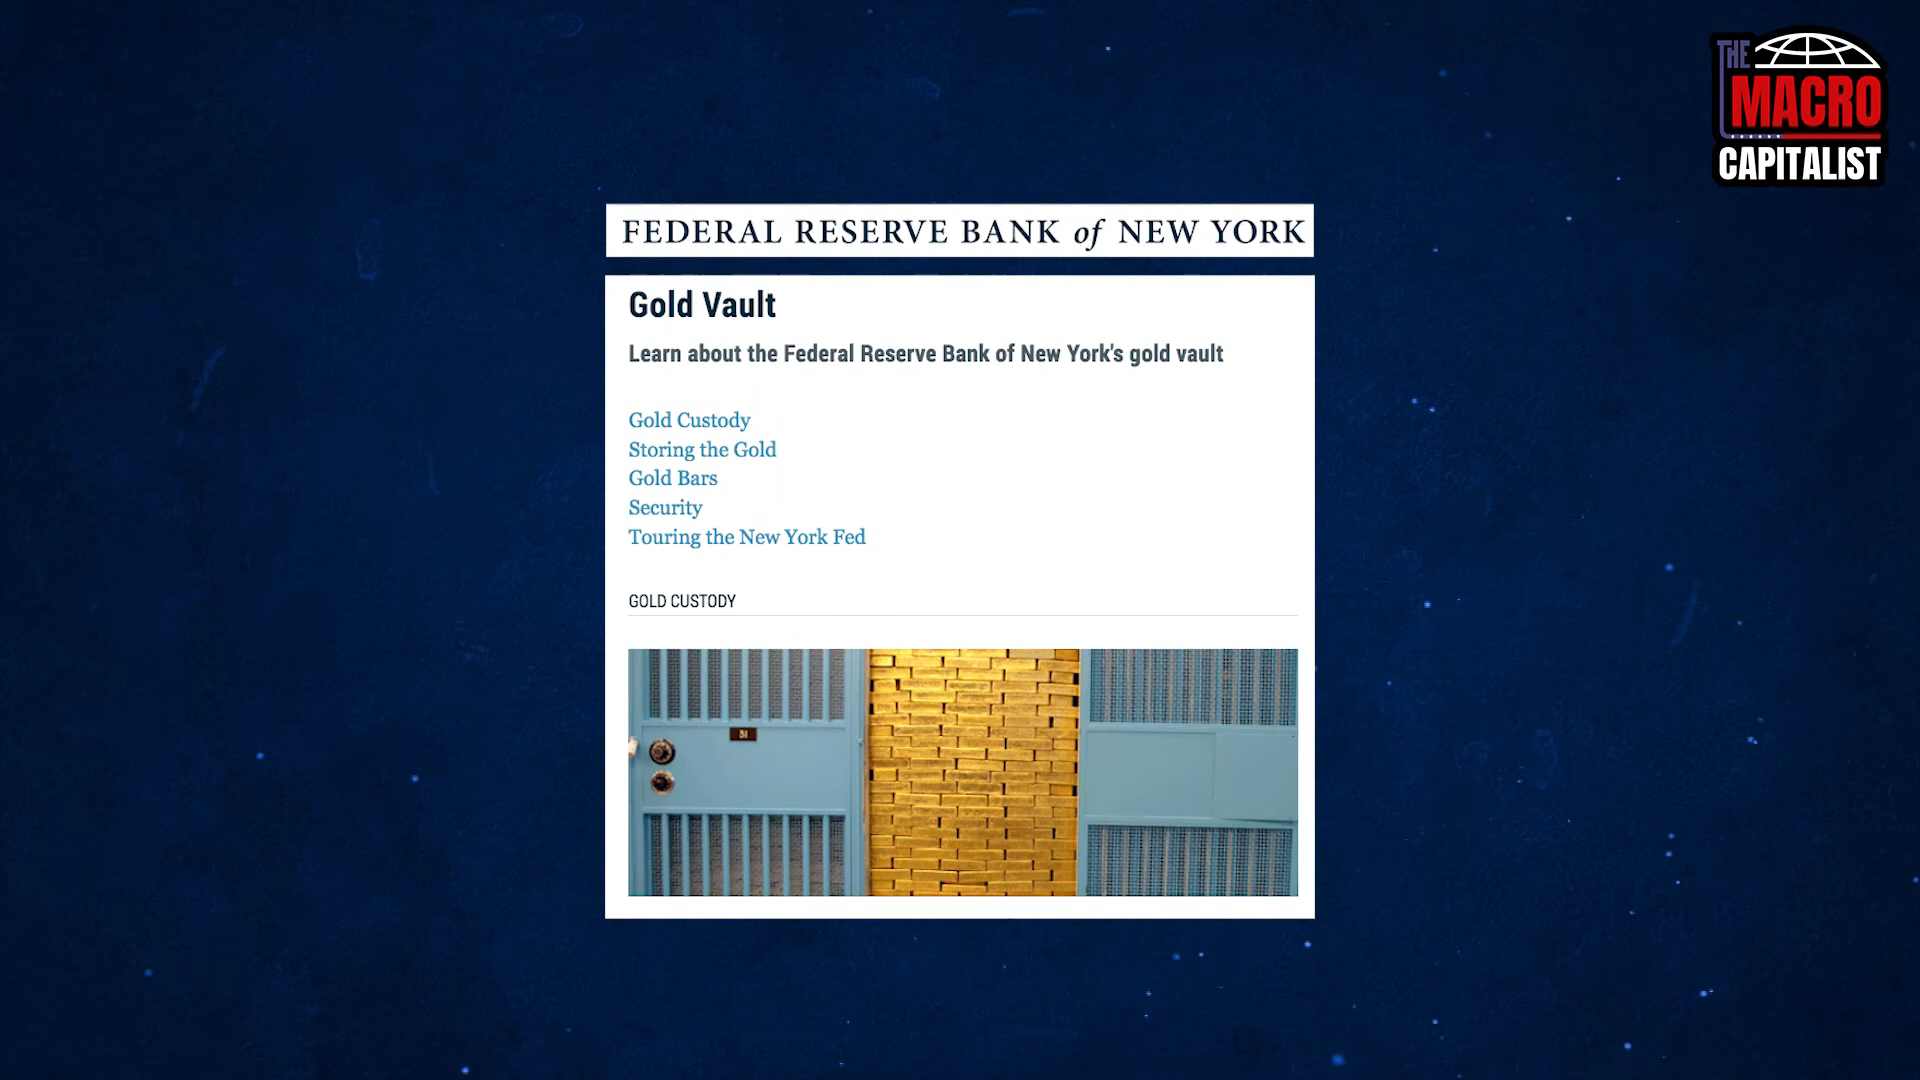 THE
MACRO
CAPITALIST
FEDERAL RESERVE BANK of NEW YORK
Gold Vault
Learn about the Federal Reserve Bank of New York's gold vault
Gold Custody
Storing the Gold
Gold Bars
Security
Touring the New York Fed
GOLD CUSTODY
31